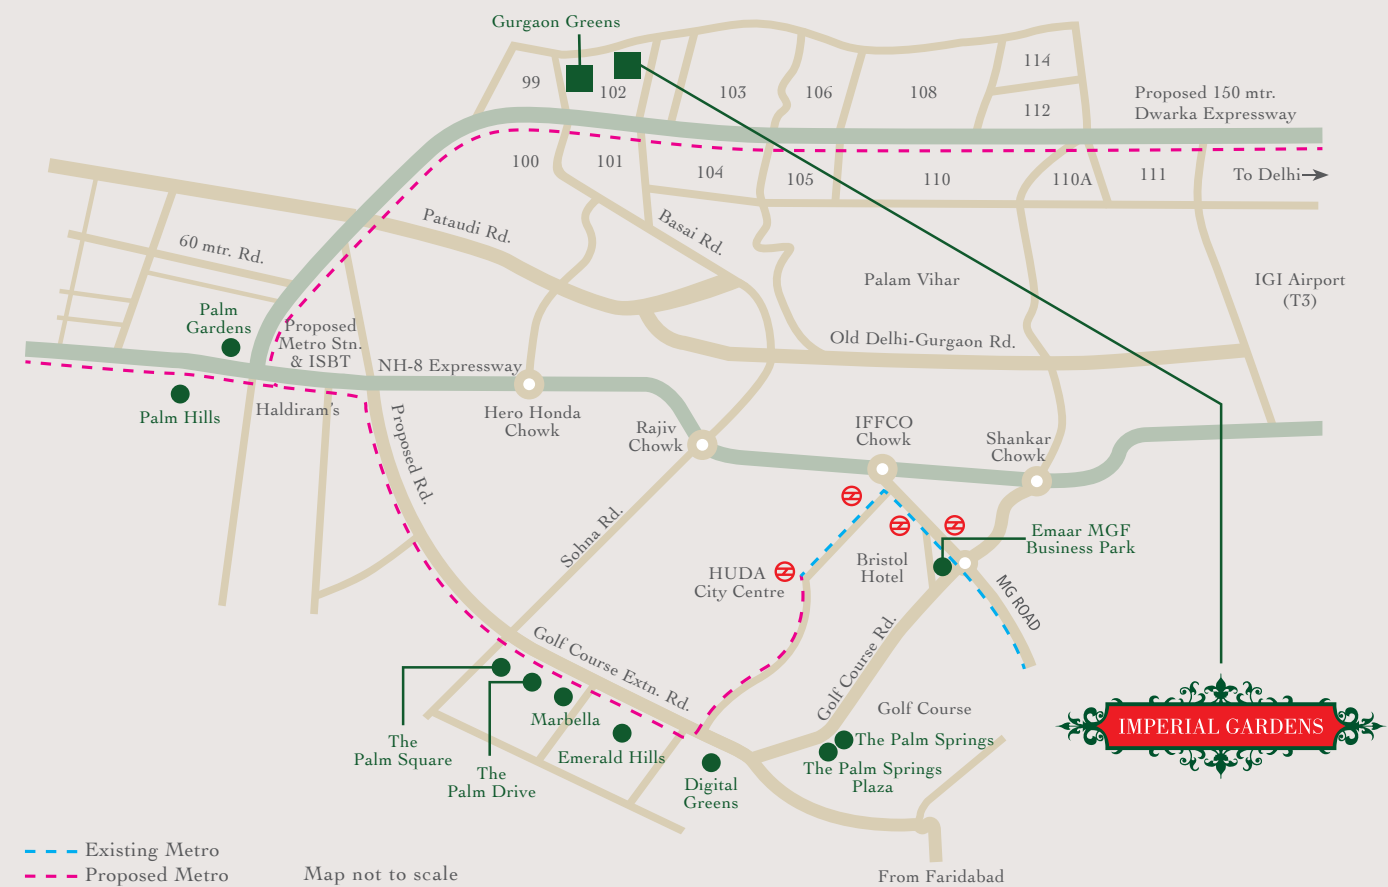 Gurgaon Greens
99
102
103
106
108
114
112
Proposed 150 mtr.
Dwarka Expressway
100
101
104
105
110
110A
111
To Delhi
Pataudi Rd.
Basai Rd.
60 mtr. Rd.
Palam Vihar
IGI Airport
(T3)
Palm
Gardens
Proposed
Metro Stn.
& ISBT
Old Delhi-Gurgaon Rd.
NH-8 Expressway
Palm Hills
Haldiram's
Proposed Rd.
Hero Honda
Chowk
Rajiv
Chowk
IFFCO
Chowk
Shankar
Chowk
Sohna Rd.
Emaar MGF
Business Park
Bristol
Hotel
HUDA
City Centre
MG ROAD
Golf Course Extn. Rd.
Golf Course Rd.
Golf Course
Marbella
The
Palm Square
Emerald Hills
The
Palm Drive
Digital
Greens
The Palm Springs
The Palm Springs
Plaza
IMPERIAL GARDENS
Existing Metro
Proposed Metro
Map not to scale
From Faridabad